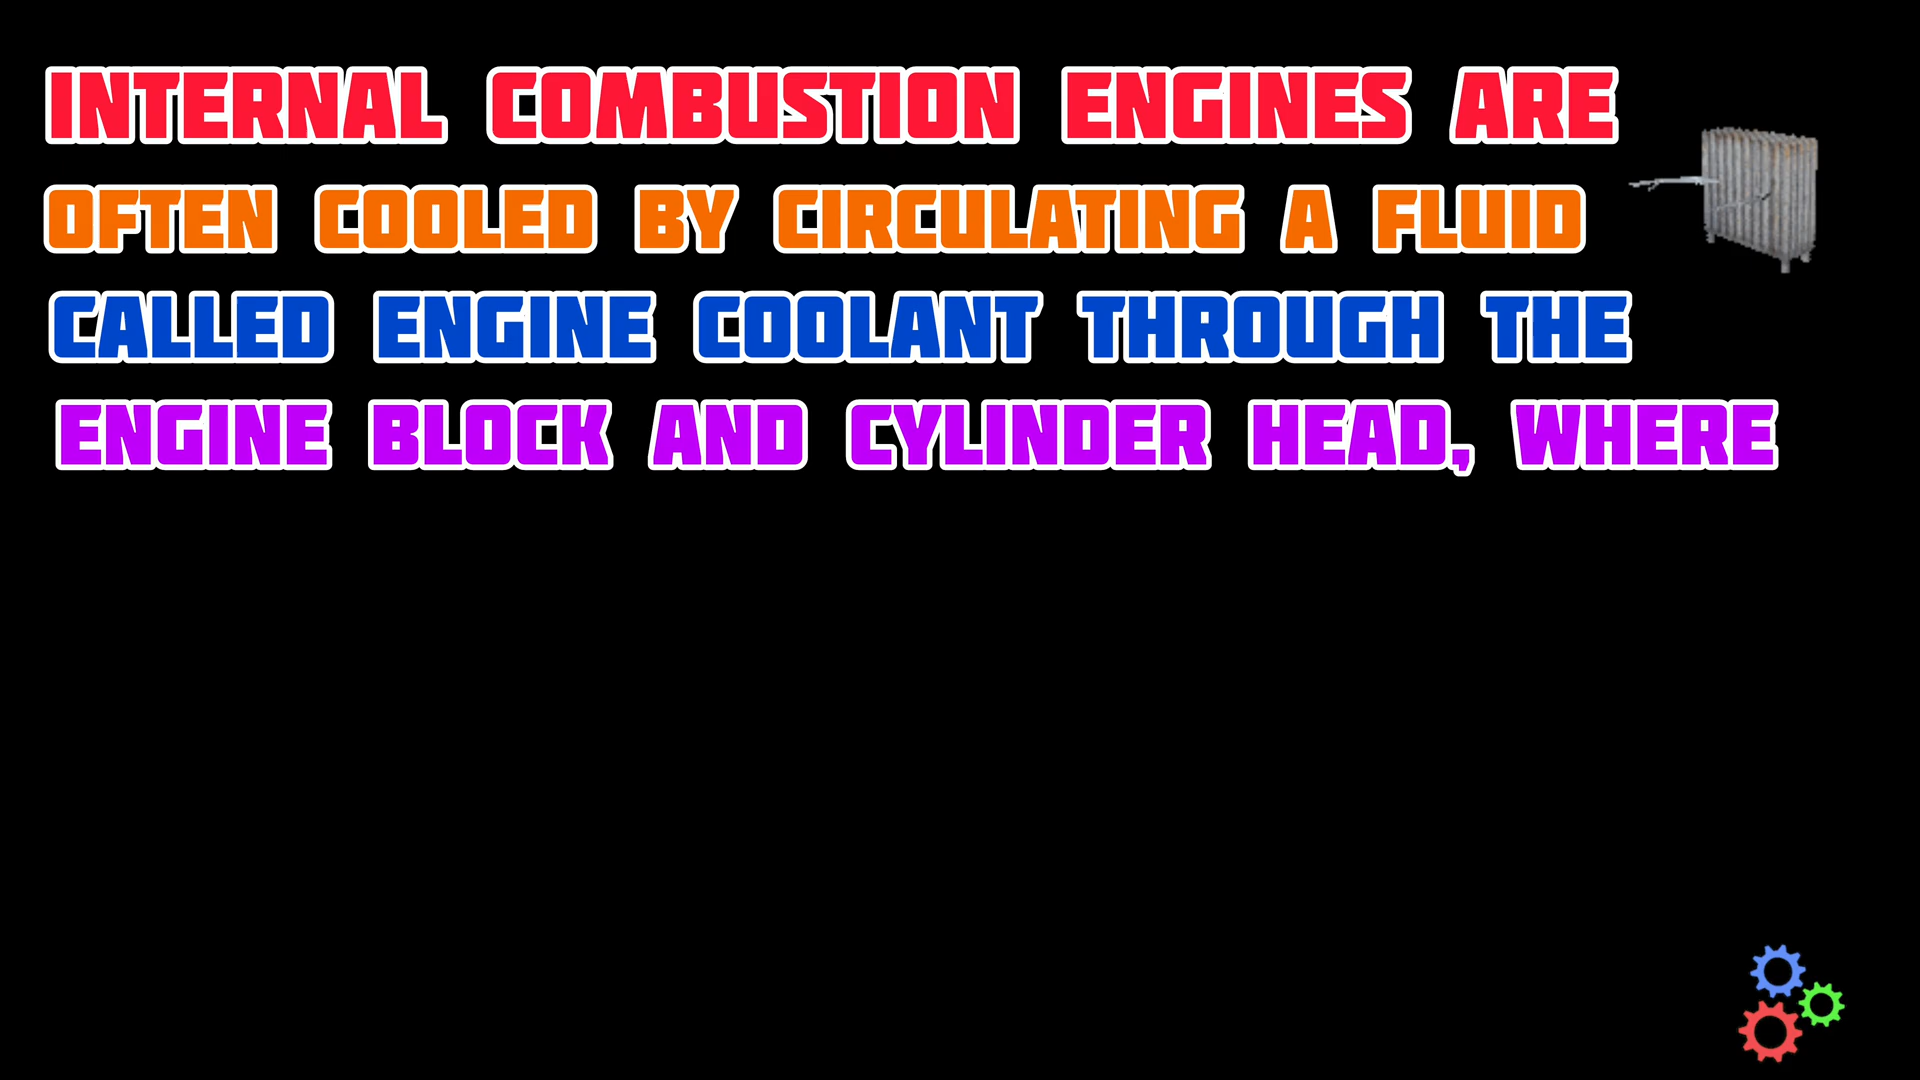 INTERNAL COMBUSTION ENGINES ARE
OFTEN COOLED BY CIRCULATING A FLUID
CALLED ENGINE COOLANT THROUGH THE
ENGINE BLOCK AND CYLINDER HEAD, WHERE